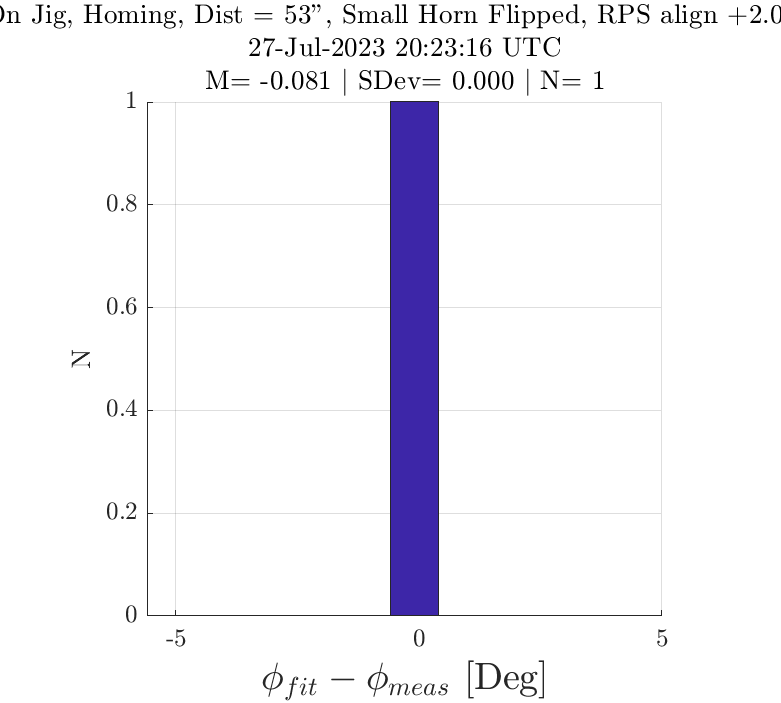 On Jig, Homing, Dist = 53”, Small Horn Flipped, RPS align +2.0
27-Jul-2023 20:23:16 UTC
M= -0.081 | SDev= 0.000 | N= 1
1
0.8
0.6
0.4
0.2
0
N
-5 0 5
ϕ_fit − ϕ_meas [Deg]